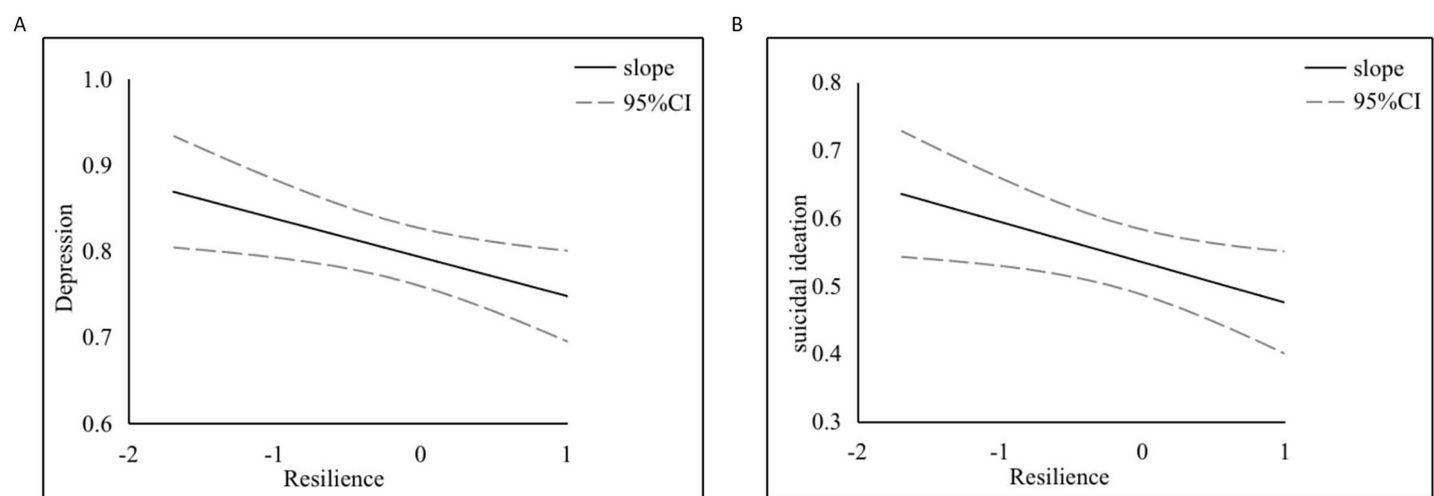 A
slope
95%CI
1.0
0.9
0.8
0.7
0.6
Depression
-2 -1 0 1
Resilience
B
slope
95%CI
0.8
0.7
0.6
0.5
0.4
0.3
suicidal ideation
-2 -1 0 1
Resilience